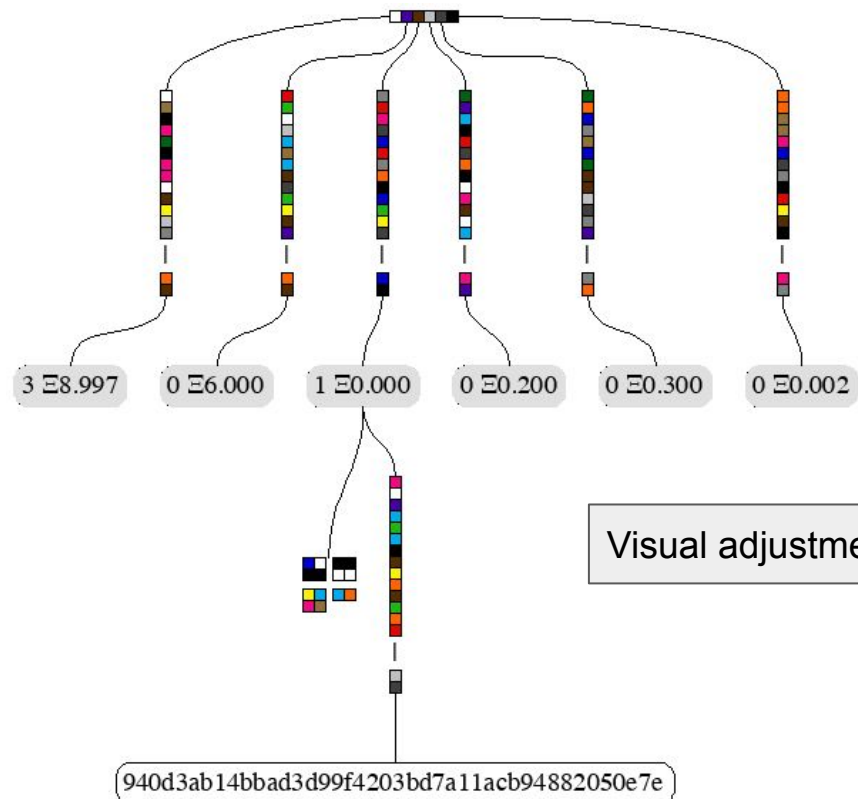 3 Ξ8.997
0 Ξ6.000
1 Ξ0.000
0 Ξ0.200
0 Ξ0.300
0 Ξ0.002
Visual adjustme
940d3ab14bbad3d99f4203bd7a11acb94882050e7e